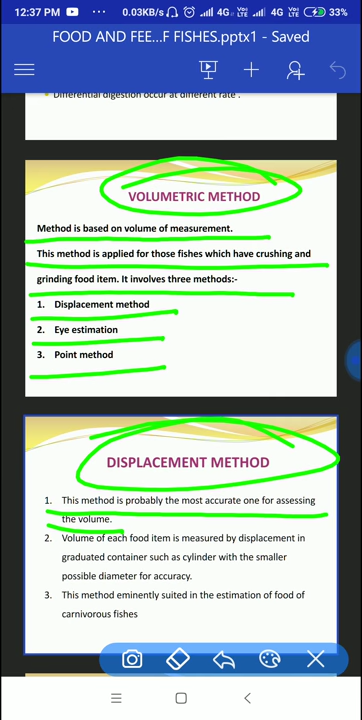 12:37 PM ... 0.03KB/s 4G Vo) LTE 4G Vo) LTE 33%
FOOD AND FEE...F FISHES.pptx1 - Saved
Differential digestion occur at different rate .
VOLUMETRIC METHOD
Method is based on volume of measurement.
This method is applied for those fishes which have crushing and
grinding food item. It involves three methods:-
1. Displacement method
2. Eye estimation
3. Point method
DISPLACEMENT METHOD
1. This method is probably the most accurate one for assessing
the volume.
2. Volume of each food item is measured by displacement in
graduated container such as cylinder with the smaller
possible diameter for accuracy.
3. This method eminently suited in the estimation of food of
carnivorous fishes